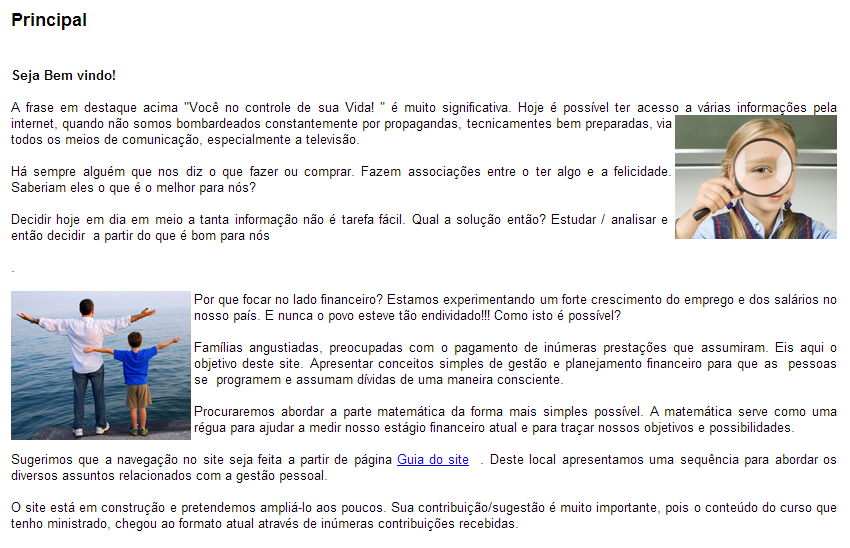 Principal
Seja Bem vindo!
A frase em destaque acima "Você no controle de sua Vida! " é muito significativa. Hoje é possível ter acesso a várias informações pela
internet, quando não somos bombardeados constantemente por propagandas, tecnicamentes bem preparadas, via
todos os meios de comunicação, especialmente a televisão.
Há sempre alguém que nos diz o que fazer ou comprar. Fazem associações entre o ter algo e a felicidade.
Saberiam eles o que é o melhor para nós?
Decidir hoje em dia em meio a tanta informação não é tarefa fácil. Qual a solução então? Estudar / analisar e
então decidir  a partir do que é bom para nós
.
Por que focar no lado financeiro? Estamos experimentando um forte crescimento do emprego e dos salários no
nosso país. E nunca o povo esteve tão endividado!!! Como isto é possível?
Famílias angustiadas, preocupadas com o pagamento de inúmeras prestações que assumiram. Eis aqui o
objetivo deste site. Apresentar conceitos simples de gestão e planejamento financeiro para que as  pessoas
se  programem e assumam dívidas de uma maneira consciente.
Procuraremos abordar a parte matemática da forma mais simples possível. A matemática serve como uma
régua para ajudar a medir nosso estágio financeiro atual e para traçar nossos objetivos e possibilidades.
Sugerimos que a navegação no site seja feita a partir de página Guia do site  . Deste local apresentamos uma sequência para abordar os
diversos assuntos relacionados com a gestão pessoal.
O site está em construção e pretendemos ampliá-lo aos poucos. Sua contribuição/sugestão é muito importante, pois o conteúdo do curso que
tenho ministrado, chegou ao formato atual através de inúmeras contribuições recebidas.